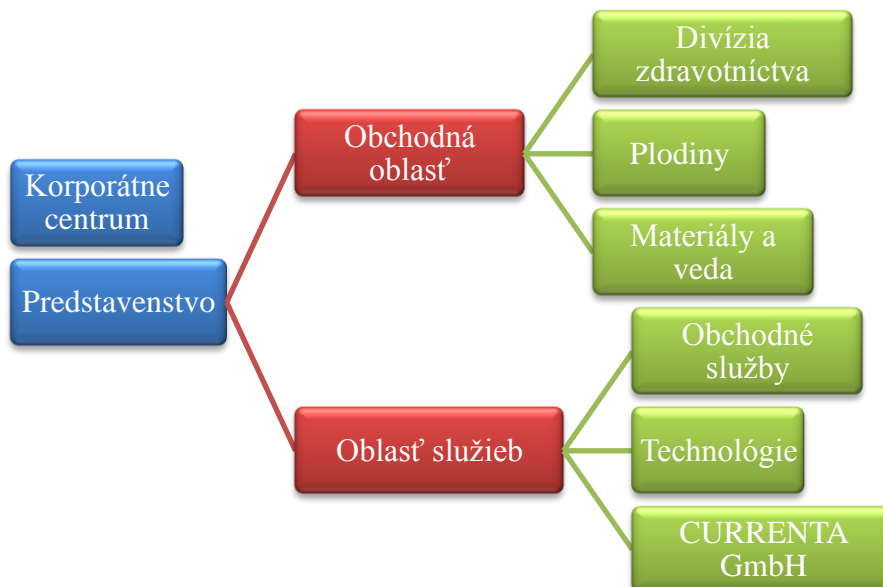 Korporátne
centrum
Predstavenstvo
Obchodná
oblasť
Divízia
zdravotníctva
Plodiny
Materiály a
veda
Oblasť služieb
Obchodné
služby
Technológie
CURRENTA
GmbH